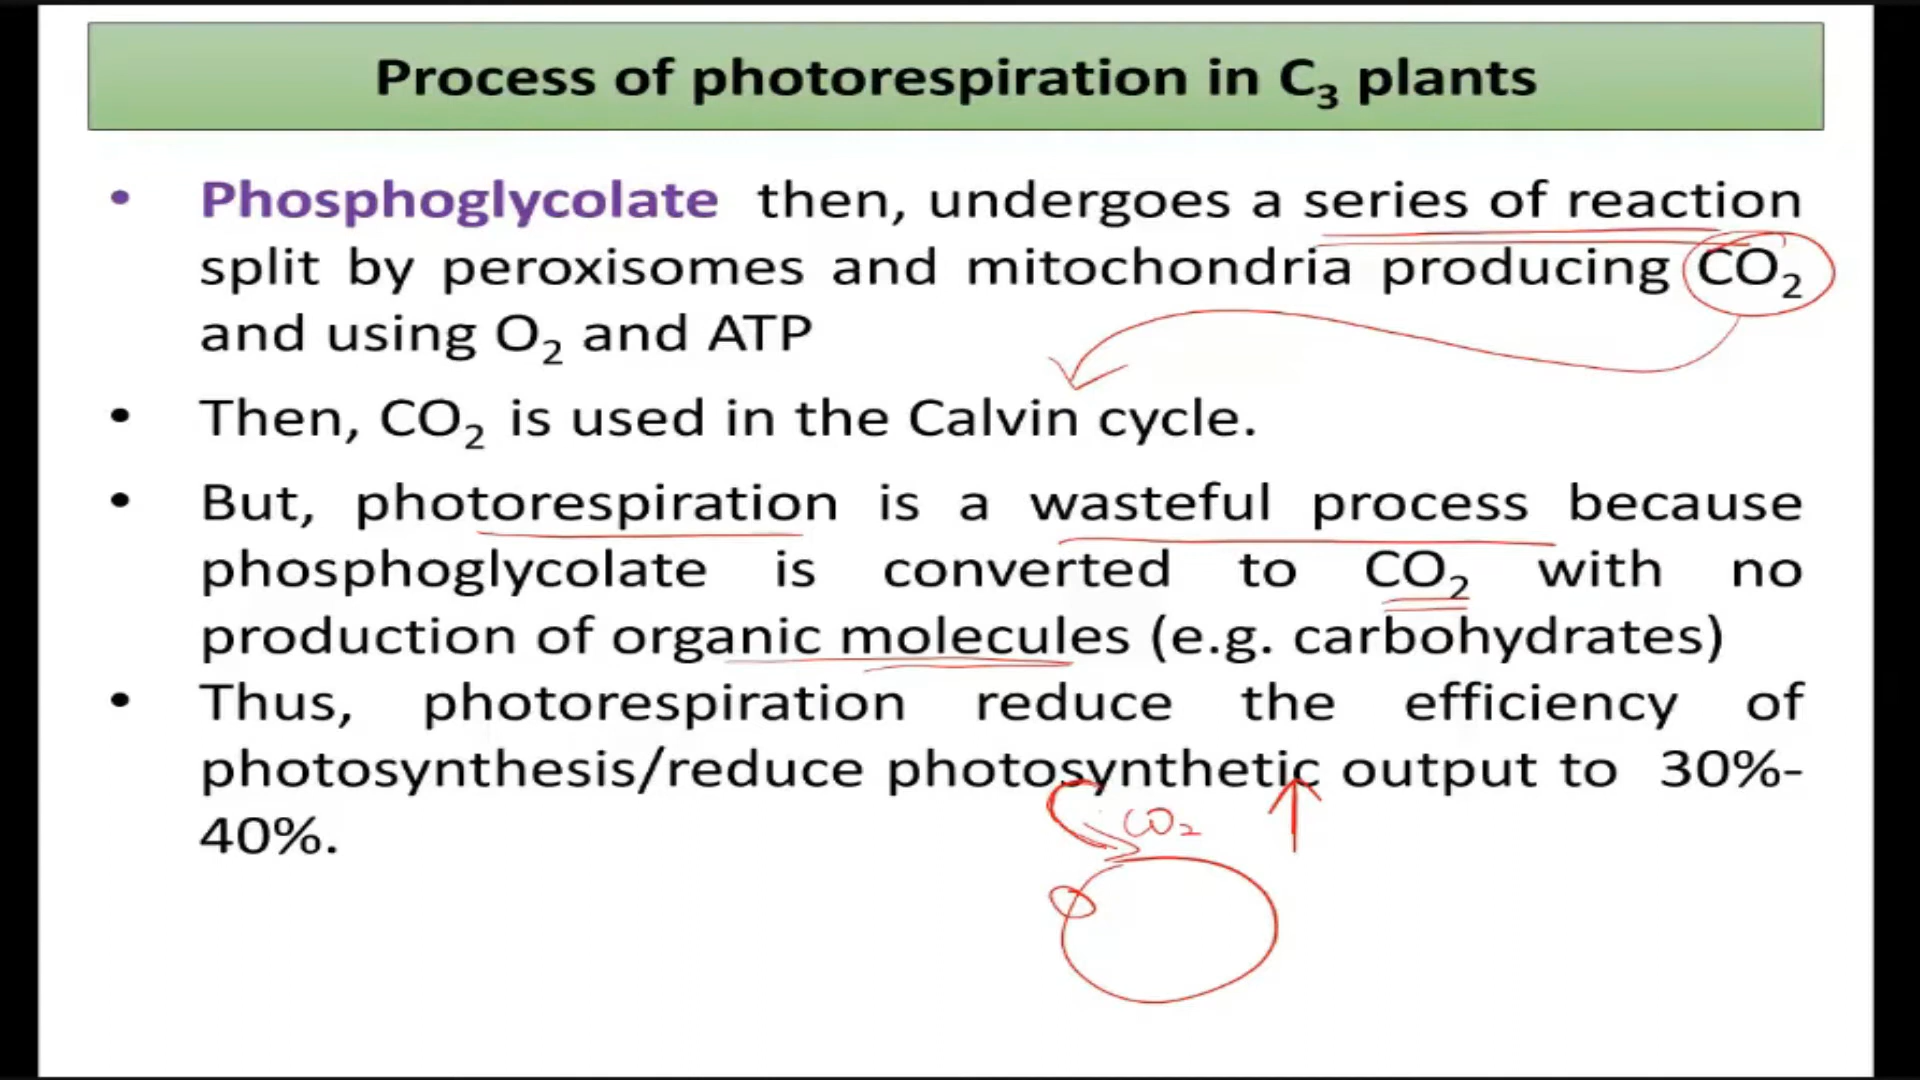 Process of photorespiration in C₃ plants
• Phosphoglycolate then, undergoes a series of reaction
split by peroxisomes and mitochondria producing CO₂
and using O₂ and ATP
• Then, CO₂ is used in the Calvin cycle.
• But, photorespiration is a wasteful process because
phosphoglycolate is converted to CO₂ with no
production of organic molecules (e.g. carbohydrates)
• Thus, photorespiration reduce the efficiency of
photosynthesis/reduce photosynthetic output to 30%-
40%.
CO₂